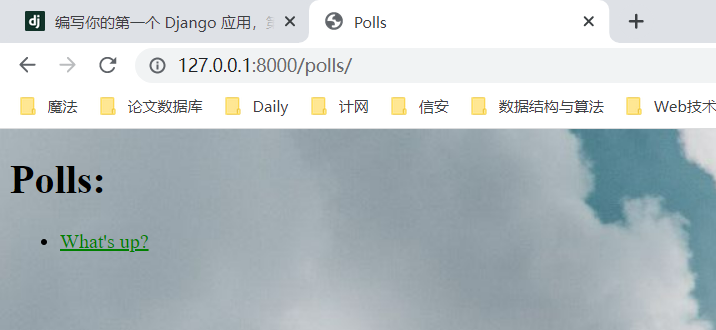 dj 编写你的第一个 Django 应用，
Polls
127.0.0.1:8000/polls/
魔法 论文数据库 Daily 计网 信安 数据结构与算法 Web技术
Polls:
What's up?